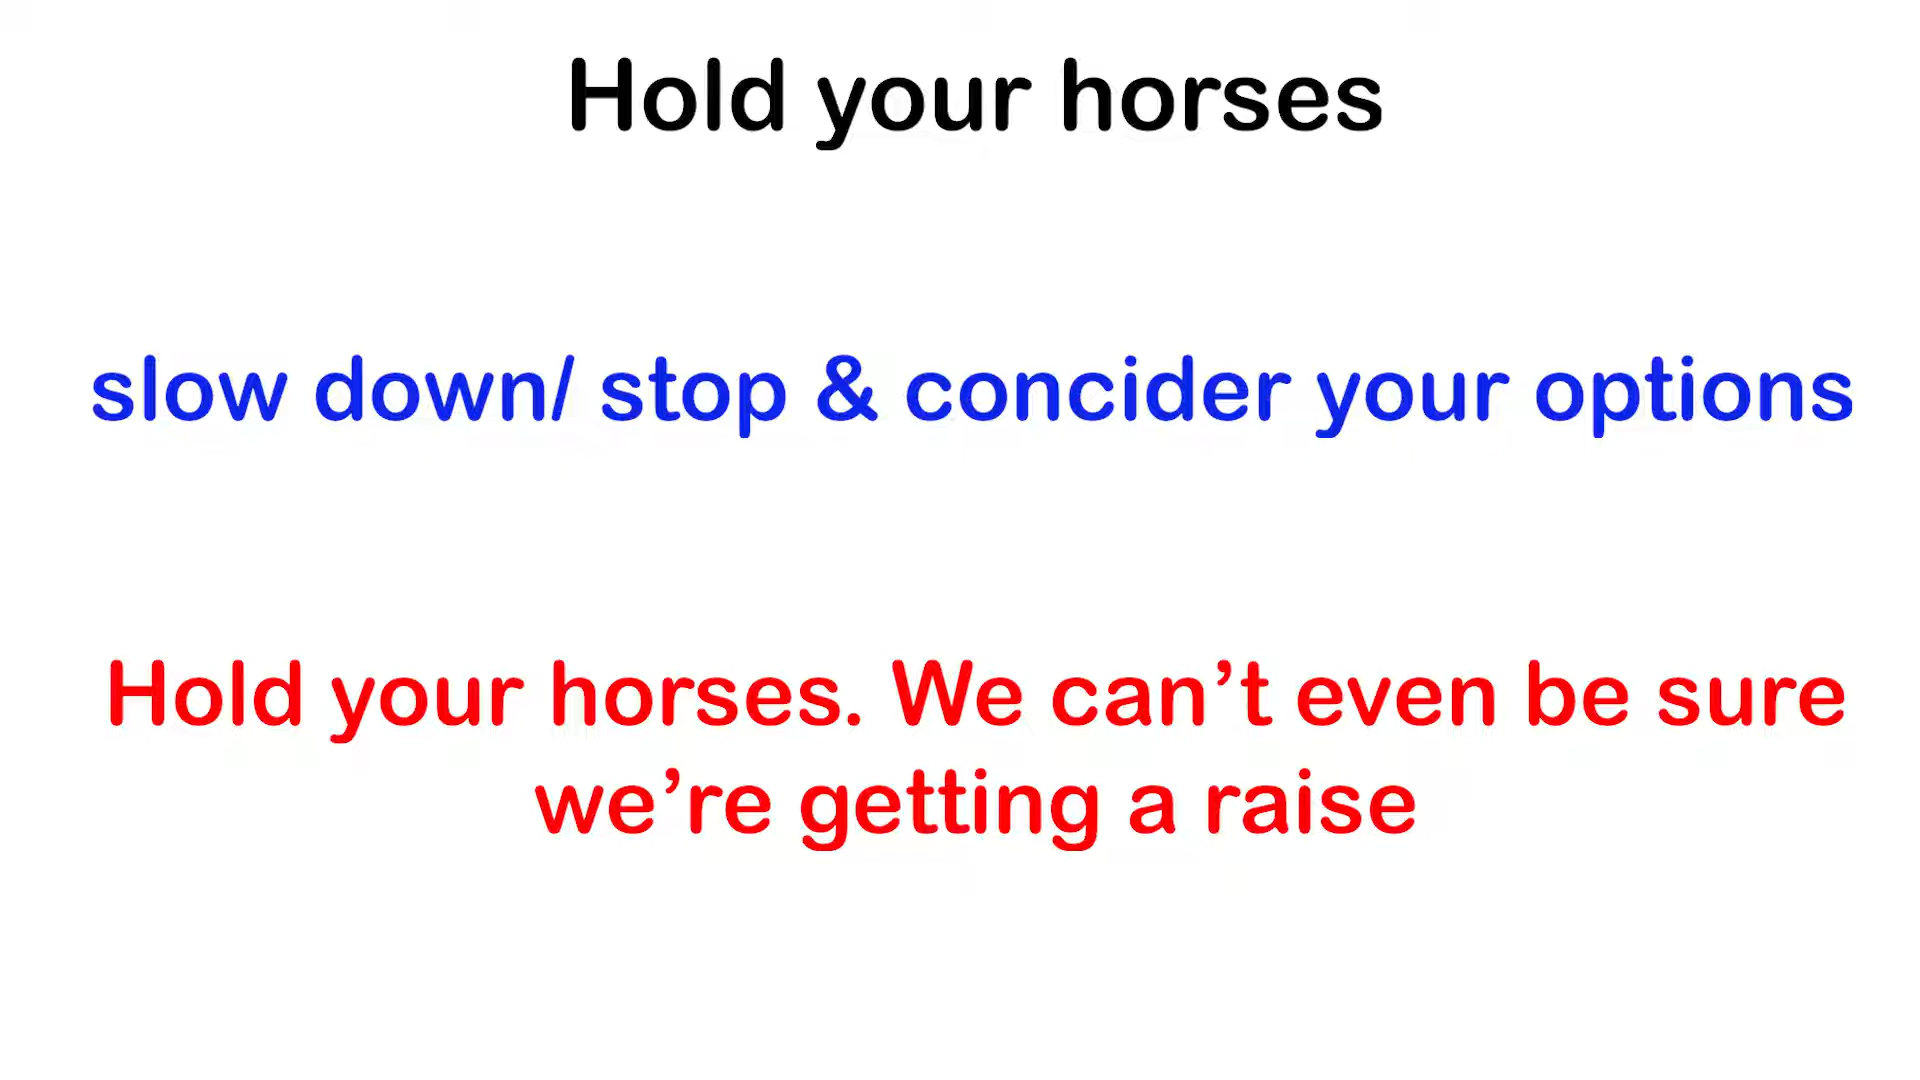 Hold your horses
slow down/ stop & concider your options
Hold your horses. We can’t even be sure
we’re getting a raise